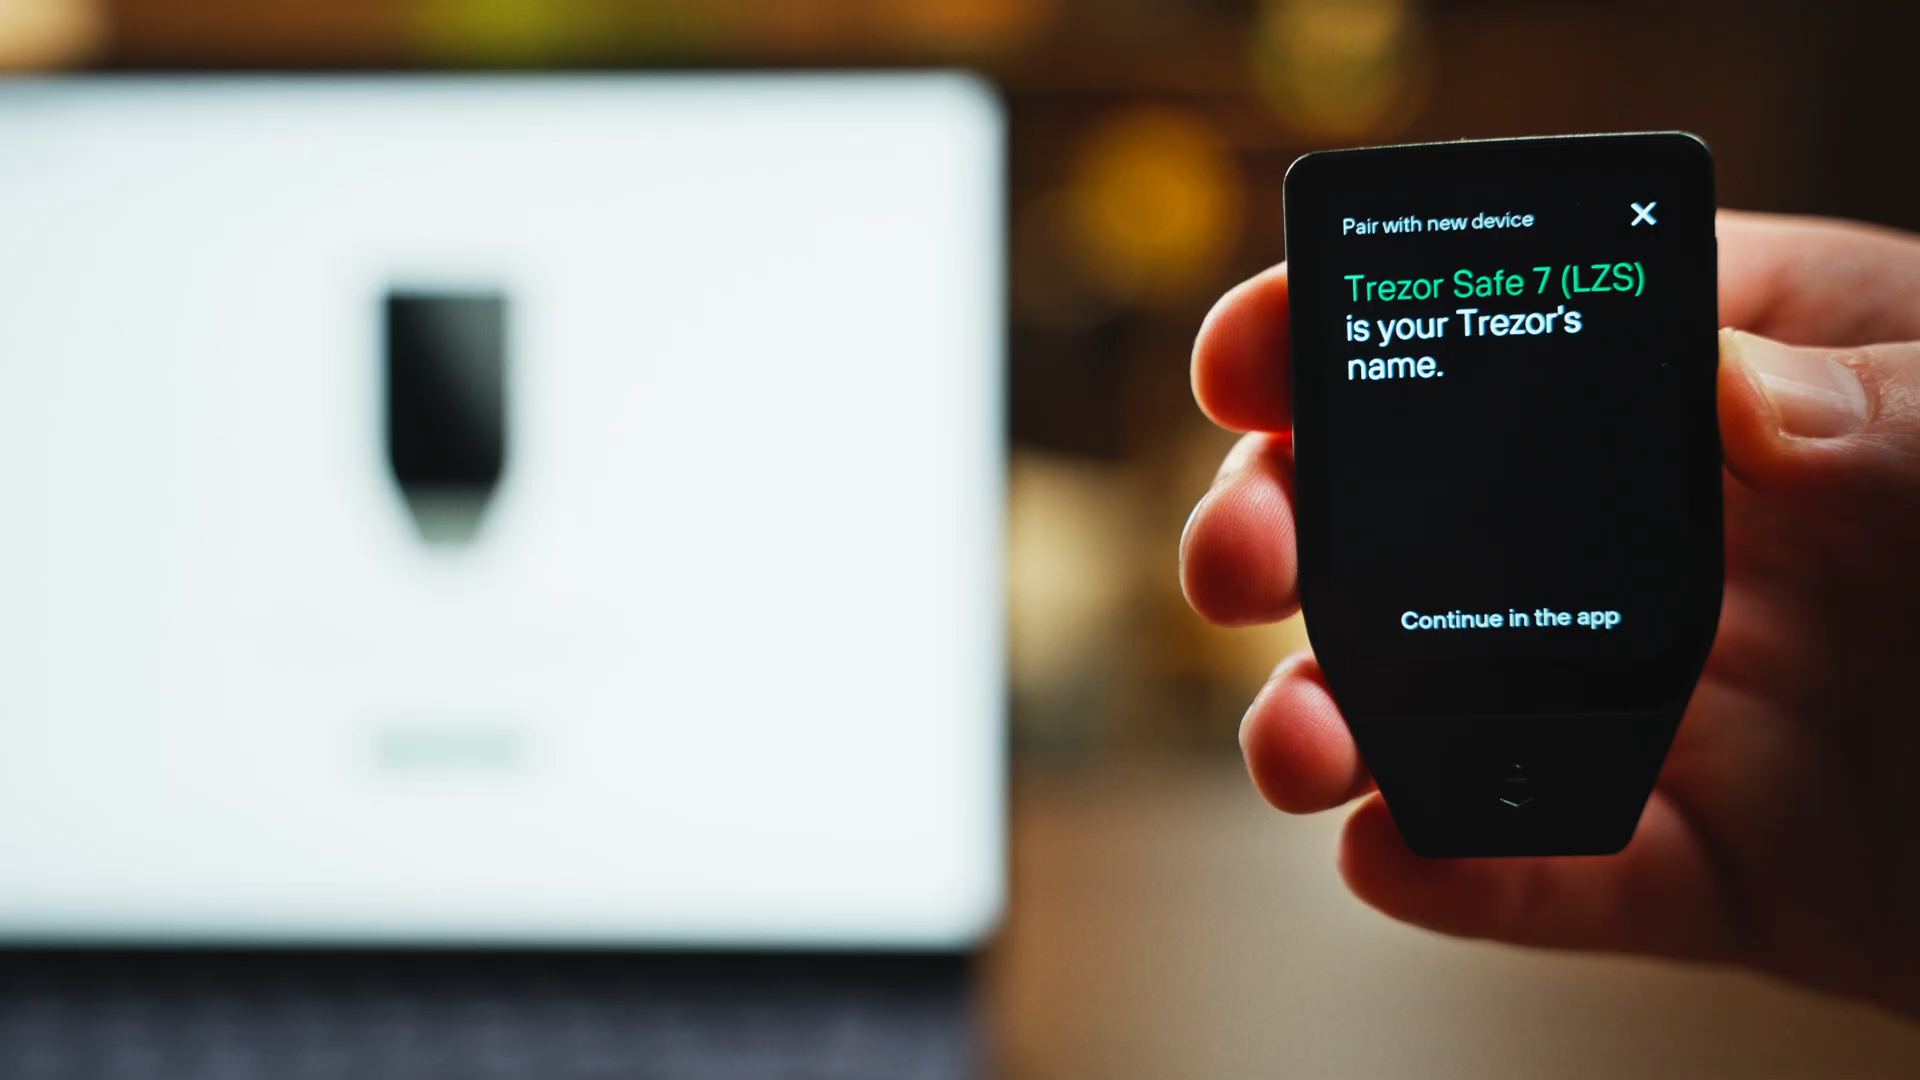 Pair with new device
Trezor Safe 7 (LZS)
is your Trezor's
name.
Continue in the app